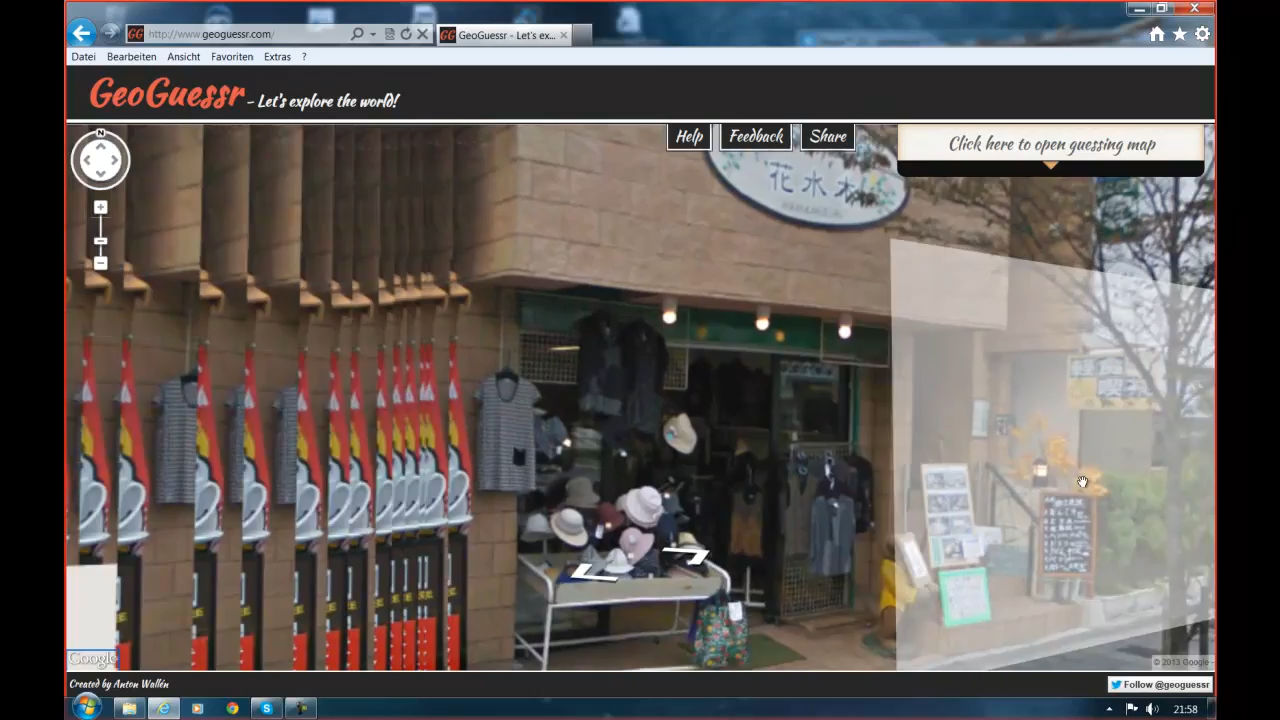 http://www.geoguessr.com/
GeoGuessr - Let's ex...
Datei Bearbeiten Ansicht Favoriten Extras ?
GeoGuessr - Let's explore the world!
Help Feedback Share
Click here to open guessing map
N
花水木
Google
© 2013 Google
Created by Anton Wallén
Follow @geoguessr
21:58